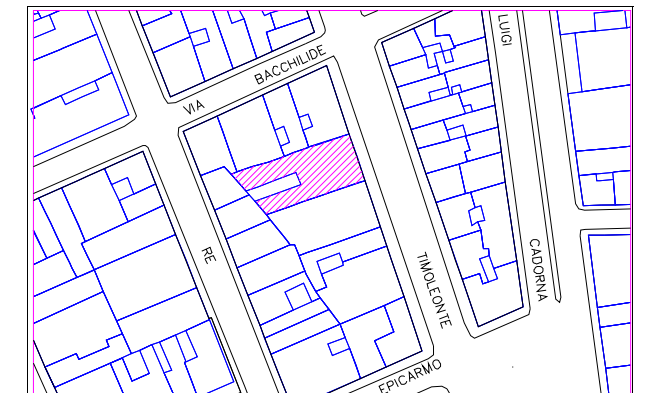 LUIGI
VIA BACCHILIDE
RE
TIMOLEONTE
CADORNA
EPICARMO